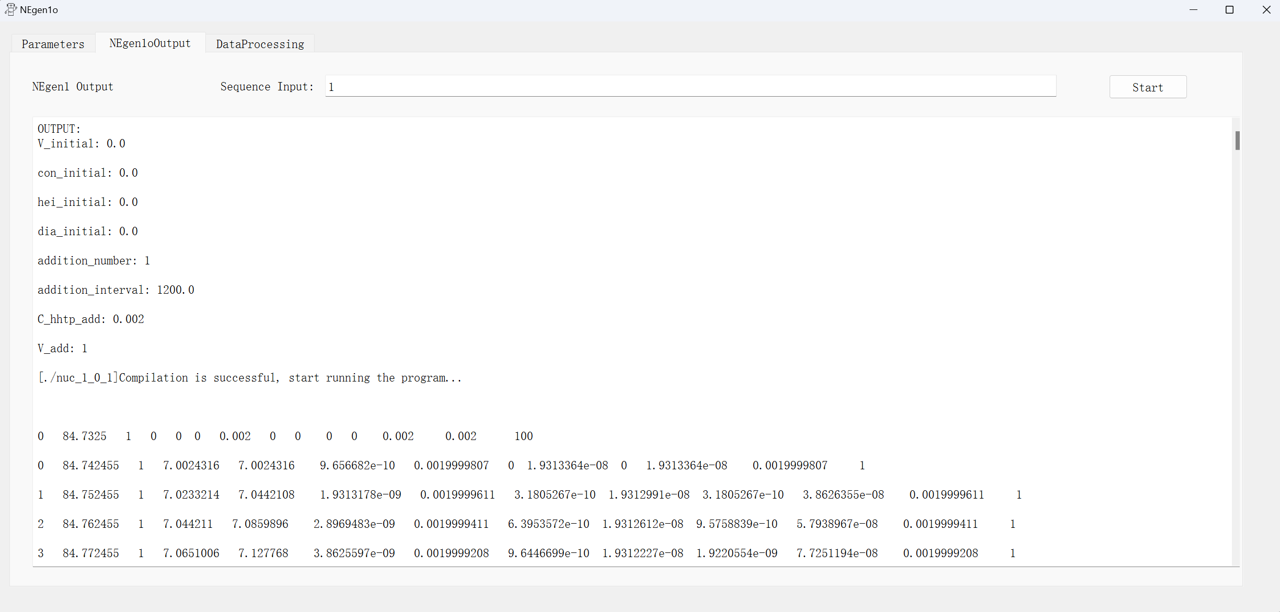 NEgen1o
Parameters NEgen1oOutput DataProcessing
NEgen1 Output Sequence Input: 1 Start
OUTPUT:
V_initial: 0.0
con_initial: 0.0
hei_initial: 0.0
dia_initial: 0.0
addition_number: 1
addition_interval: 1200.0
C_hhtp_add: 0.002
V_add: 1
[./nuc_1_0_1]Compilation is successful, start running the program...
0 84.7325 1 0 0 0 0.002 0 0 0 0 0.002 0.002 100
0 84.742455 1 7.0024316 7.0024316 9.656682e-10 0.0019999807 0 1.9313364e-08 0 1.9313364e-08 0.0019999807 1
1 84.752455 1 7.0233214 7.0442108 1.9313178e-09 0.0019999611 3.1805267e-10 1.9312991e-08 3.1805267e-10 3.8626355e-08 0.0019999611 1
2 84.762455 1 7.044211 7.0859896 2.8969483e-09 0.0019999411 6.3953572e-10 1.9312612e-08 9.5758839e-10 5.7938967e-08 0.0019999411 1
3 84.772455 1 7.0651006 7.127768 3.8625597e-09 0.0019999208 9.6446699e-10 1.9312227e-08 1.9220554e-09 7.7251194e-08 0.0019999208 1